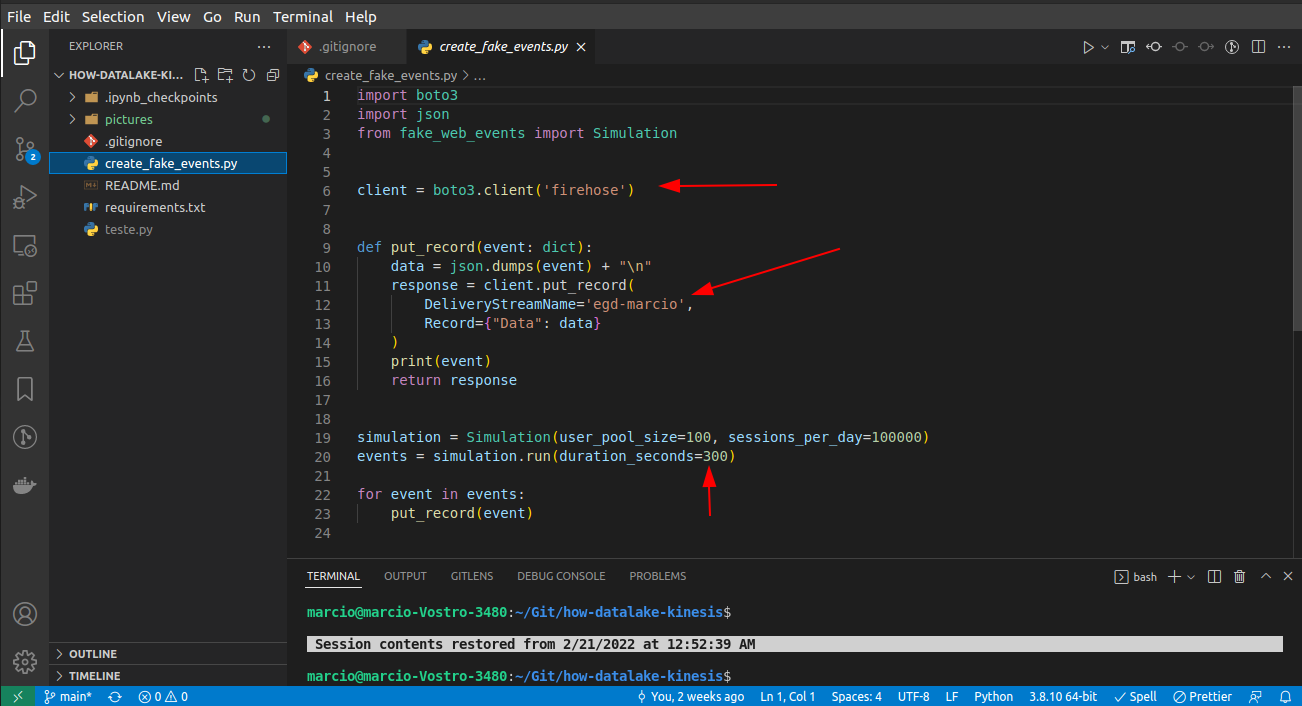 File Edit Selection View Go Run Terminal Help
EXPLORER ...
HOW-DATALAKE-KI...
.ipynb_checkpoints
pictures
.gitignore
create_fake_events.py
README.md
requirements.txt
teste.py
OUTLINE
TIMELINE
2
.gitignore create_fake_events.py
create_fake_events.py > ...
1 import boto3
2 import json
3 from fake_web_events import Simulation
4
5
6 client = boto3.client('firehose')
7
8
9 def put_record(event: dict):
10     data = json.dumps(event) + "\n"
11     response = client.put_record(
12         DeliveryStreamName='egd-marcio',
13         Record={"Data": data}
14     )
15     print(event)
16     return response
17
18
19 simulation = Simulation(user_pool_size=100, sessions_per_day=100000)
20 events = simulation.run(duration_seconds=300)
21
22 for event in events:
23     put_record(event)
24
TERMINAL OUTPUT GITLENS DEBUG CONSOLE PROBLEMS bash
marcio@marcio-Vostro-3480:~/Git/how-datalake-kinesis$
Session contents restored from 2/21/2022 at 12:52:39 AM
marcio@marcio-Vostro-3480:~/Git/how-datalake-kinesis$
main* 0 0 You, 2 weeks ago Ln 1, Col 1 Spaces: 4 UTF-8 LF Python 3.8.10 64-bit Spell Prettier